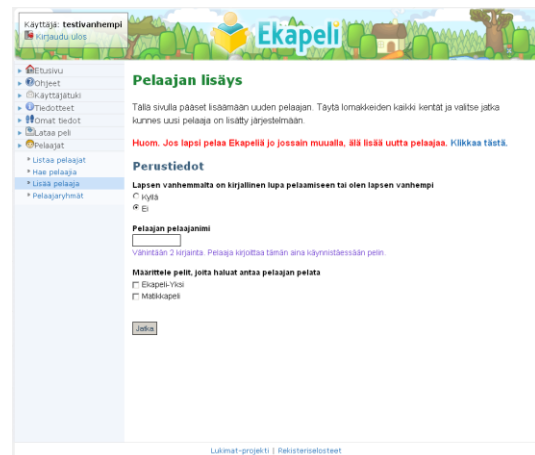 Käyttäjä: testivanhempi
Kirjaudu ulos
Ekapeli
Etusivu
Ohjeet
Käyttäjätuki
Tiedotteet
Omat tiedot
Lataa peli
Pelaajat
Listaa pelaajat
Hae pelaajia
Lisää pelaaja
Pelaajaryhmät
Pelaajan lisäys
Tällä sivulla pääset lisäämään uuden pelaajan. Täytä lomakkeiden kaikki kentät ja valitse jatka
kunnes uusi pelaaja on lisätty järjestelmään.
Huom. Jos lapsi pelaa Ekapeliä jo jossain muualla, älä lisää uutta pelaajaa. Klikkaa tästä.
Perustiedot
Lapsen vanhemmalta on kirjallinen lupa pelaamiseen tai olen lapsen vanhempi
Kyllä
Ei
Pelaajan pelaajanimi
Vähintään 2 kirjainta. Pelaaja kirjoittaa tämän aina käynnistäessään pelin.
Määrittele pelit, joita haluat antaa pelaajan pelata
Ekapeli-Yksi
Matikkapeli
Jatka
Lukimat-projekti | Rekisteriselosteet